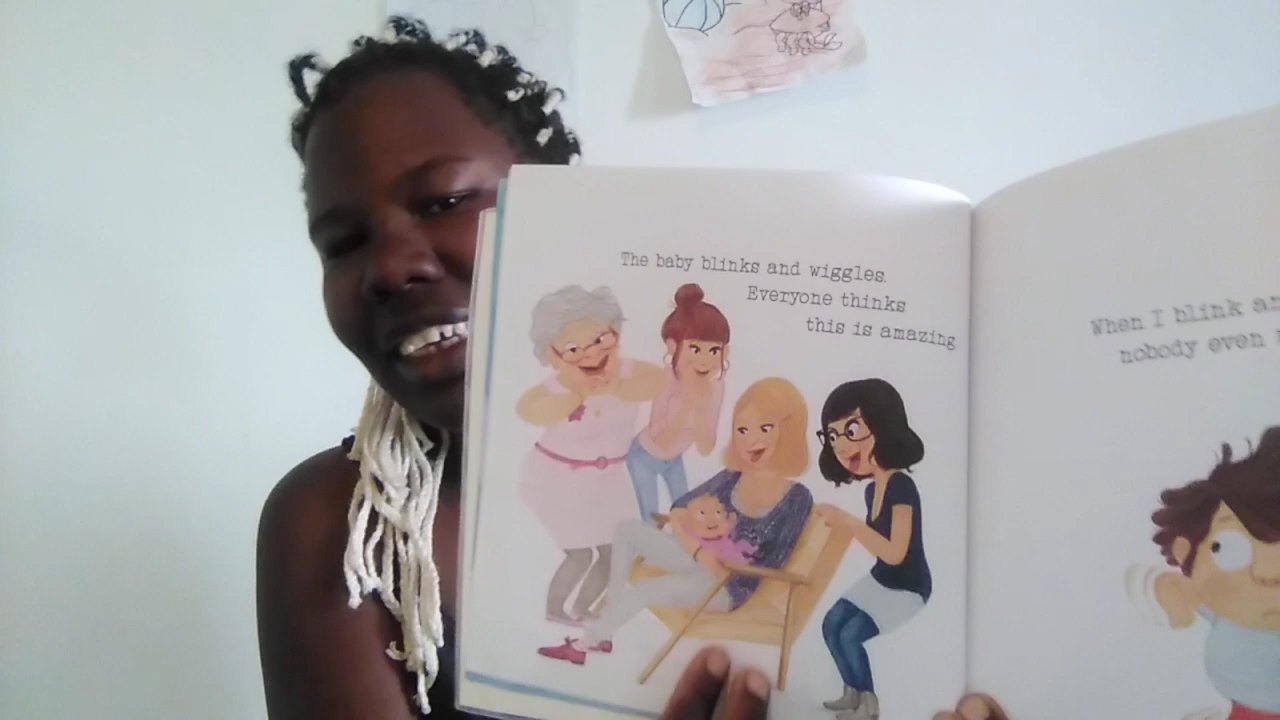 The baby blinks and wiggles.
Everyone thinks
this is amazing
When I blink
nobody even